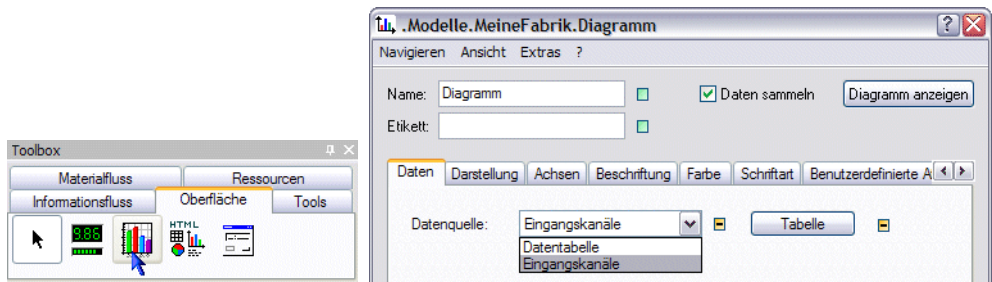 Toolbox
Materialfluss Ressourcen
Informationsfluss Oberfläche Tools
9.86 HTML
.Modelle.MeineFabrik.Diagramm
Navigieren Ansicht Extras ?
Name: Diagramm Daten sammeln Diagramm anzeigen
Etikett:
Daten Darstellung Achsen Beschriftung Farbe Schriftart Benutzerdefinierte A
Datenquelle: Eingangskanäle Tabelle
Datentabelle
Eingangskanäle